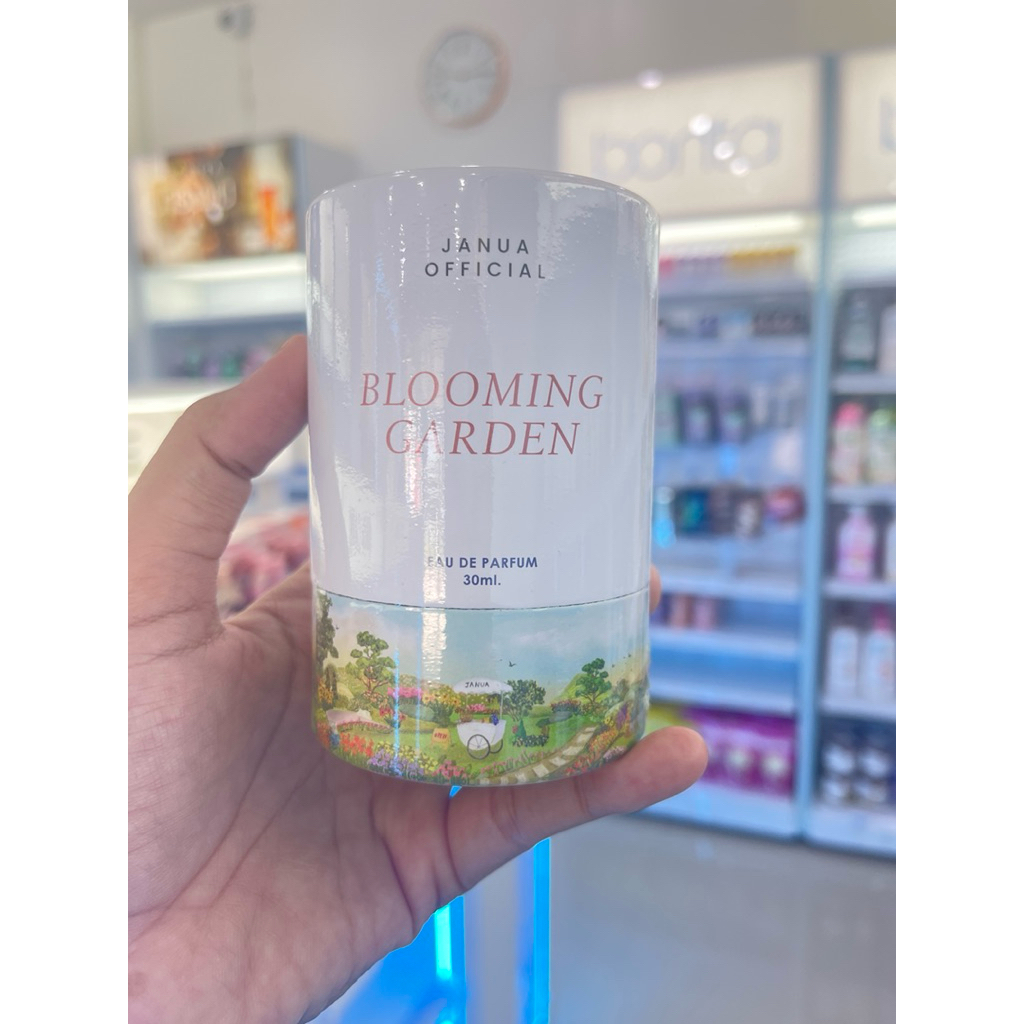 JANUA
OFFICIAL
BLOOMING
GARDEN
EAU DE PARFUM
30ml.
JANUA